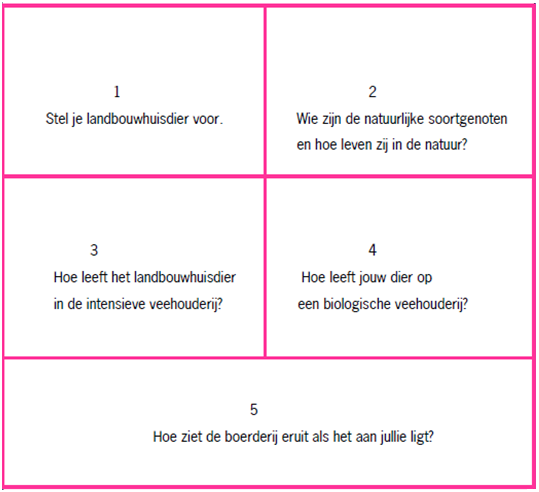 1
Stel je landbouwhuisdier voor.
2
Wie zijn de natuurlijke soortgenoten
en hoe leven zij in de natuur?
3
Hoe leeft het landbouwhuisdier
in de intensieve veehouderij?
4
Hoe leeft jouw dier op
een biologische veehouderij?
5
Hoe ziet de boerderij eruit als het aan jullie ligt?